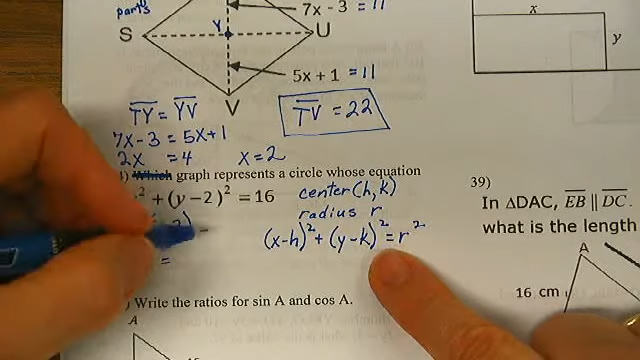 parts
7x - 3 = 11
x
S
Y
U
y
5x + 1 = 11
V
TY = YV
TV = 22
7x-3 = 5x+1
2x = 4 x = 2
Which graph represents a circle whose equation
² + (y – 2)² = 16 center (h, k)
radius r
(x-h)² + (y-k)² = r²
=
39)
In ΔDAC, EB ∥ DC.
what is the length
Write the ratios for sin A and cos A.
A
16 cm
A